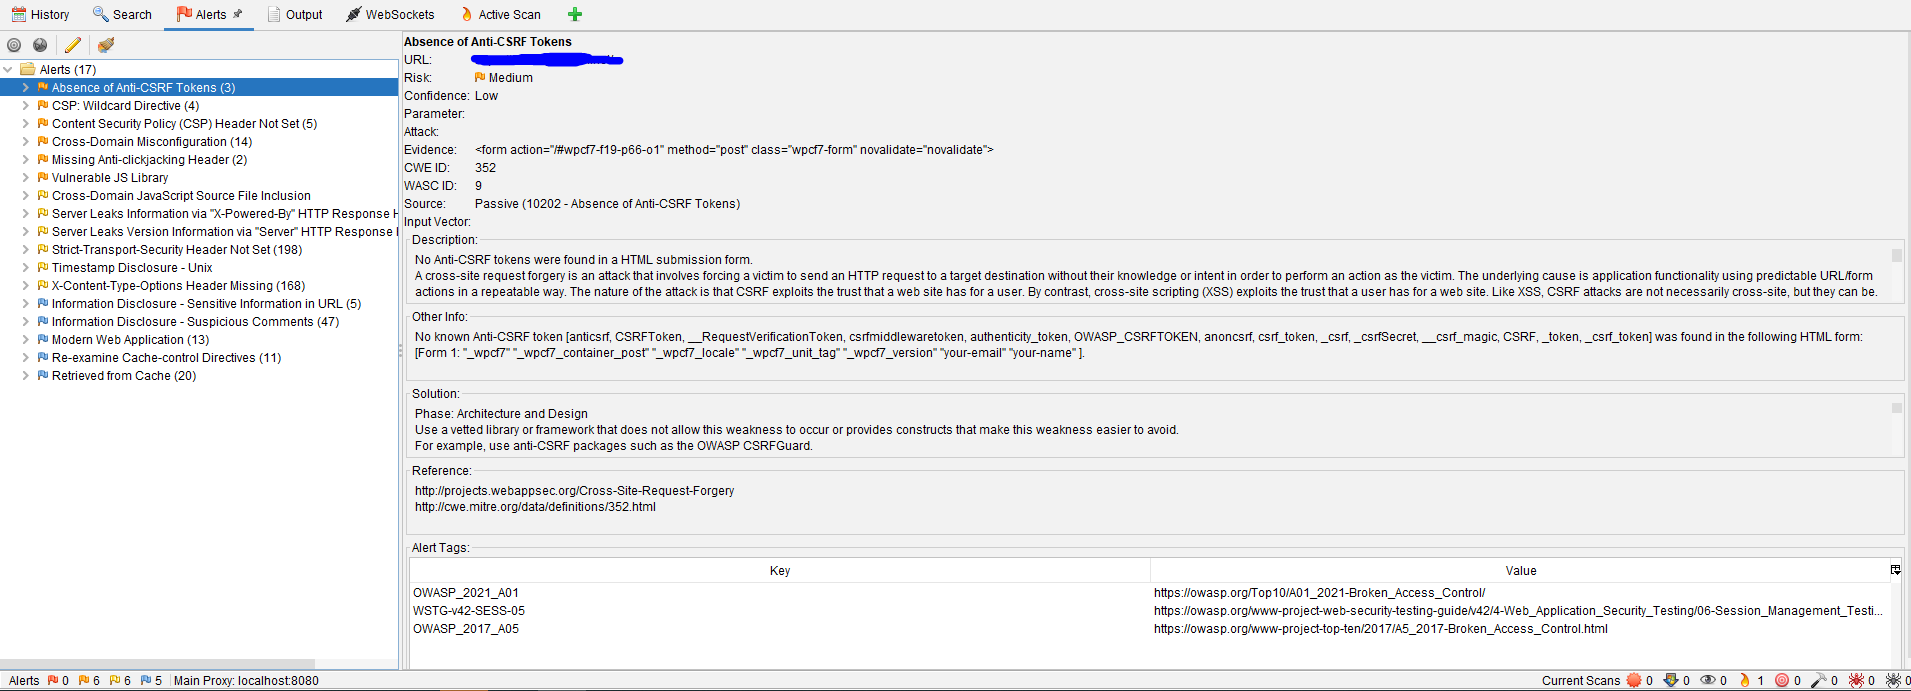 History Search Alerts Output WebSockets Active Scan
Alerts (17)
Absence of Anti-CSRF Tokens (3)
CSP: Wildcard Directive (4)
Content Security Policy (CSP) Header Not Set (5)
Cross-Domain Misconfiguration (14)
Missing Anti-clickjacking Header (2)
Vulnerable JS Library
Cross-Domain JavaScript Source File Inclusion
Server Leaks Information via "X-Powered-By" HTTP Response H
Server Leaks Version Information via "Server" HTTP Response
Strict-Transport-Security Header Not Set (198)
Timestamp Disclosure - Unix
X-Content-Type-Options Header Missing (168)
Information Disclosure - Sensitive Information in URL (5)
Information Disclosure - Suspicious Comments (47)
Modern Web Application (13)
Re-examine Cache-control Directives (11)
Retrieved from Cache (20)
Absence of Anti-CSRF Tokens
URL:
Risk: Medium
Confidence: Low
Parameter:
Attack:
Evidence: <form action="/#wpcf7-f19-p66-o1" method="post" class="wpcf7-form" novalidate="novalidate">
CWE ID: 352
WASC ID: 9
Source: Passive (10202 - Absence of Anti-CSRF Tokens)
Input Vector:
Description:
No Anti-CSRF tokens were found in a HTML submission form.
A cross-site request forgery is an attack that involves forcing a victim to send an HTTP request to a target destination without their knowledge or intent in order to perform an action as the victim. The underlying cause is application functionality using predictable URL/form
actions in a repeatable way. The nature of the attack is that CSRF exploits the trust that a web site has for a user. By contrast, cross-site scripting (XSS) exploits the trust that a user has for a web site. Like XSS, CSRF attacks are not necessarily cross-site, but they can be.
Other Info:
No known Anti-CSRF token [anticsrf, CSRFToken, __RequestVerificationToken, csrfmiddlewaretoken, authenticity_token, OWASP_CSRFTOKEN, anoncsrf, csrf_token, _csrf, _csrfSecret, __csrf_magic, CSRF, _token, _csrf_token] was found in the following HTML form:
[Form 1: "_wpcf7" "_wpcf7_container_post" "_wpcf7_locale" "_wpcf7_unit_tag" "_wpcf7_version" "your-email" "your-name" ].
Solution:
Phase: Architecture and Design
Use a vetted library or framework that does not allow this weakness to occur or provides constructs that make this weakness easier to avoid.
For example, use anti-CSRF packages such as the OWASP CSRFGuard.
Reference:
http://projects.webappsec.org/Cross-Site-Request-Forgery
http://cwe.mitre.org/data/definitions/352.html
Alert Tags:
Key Value
OWASP_2021_A01 https://owasp.org/Top10/A01_2021-Broken_Access_Control/
WSTG-v42-SESS-05 https://owasp.org/www-project-web-security-testing-guide/v42/4-Web_Application_Security_Testing/06-Session_Management_Testi...
OWASP_2017_A05 https://owasp.org/www-project-top-ten/2017/A5_2017-Broken_Access_Control.html
Alerts 0 6 6 5 Main Proxy: localhost:8080 Current Scans 0 0 0 1 0 0 0 0